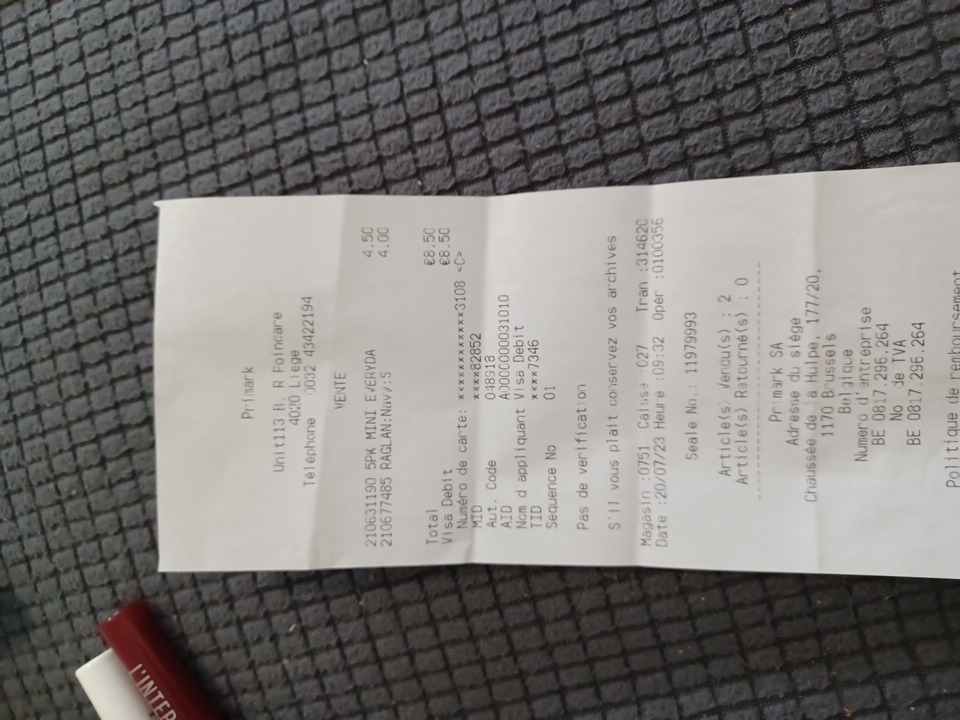 Primark
Unit113 R. R Poincare
4020 Liege
Téléphone 0032 43422194
VENTE
210631190 5PK MINI EVERYDA 4.50
210677485 RAGLAN:Navy:S 4.00
Total €8.50
Visa Debit €8.50
Numéro de carte: ************3108 <C>
MID ****82852
Aut. Code 048918
AID A0000000031010
Nom d'appliquant Visa Debit
TID ****7346
Sequence No 01
Pas de verification
S'il vous plait conservez vos archives
Magasin :0751 Caisse :027 Tran :314620
Date :20/07/23 Heure :09:32 Opér :0100356
Seale No.: 11979993
Article(s) Vendu(s) : 2
Article(s) Retourné(s) : 0
Primark SA
Adresse du siège
Chaussée de la Hulpe, 177/20,
1170 Brussels
Belgique
Numéro d'entreprise
BE 0817.296.264
No de TVA
BE 0817.296.264
Politique de remboursement
L'INTER